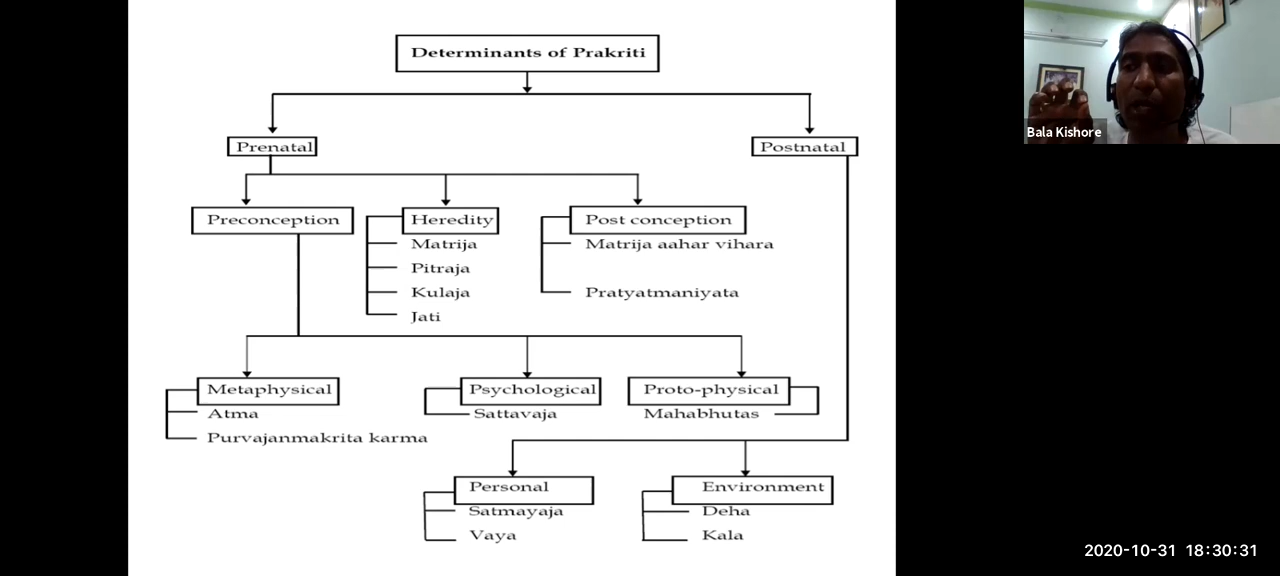 Determinants of Prakriti
Prenatal
Postnatal
Preconception
Heredity
Matrija
Pitraja
Kulaja
Jati
Post conception
Matrija aahar vihara
Pratyatmaniyata
Metaphysical
Atma
Purvajanmakrita karma
Psychological
Sattavaja
Proto-physical
Mahabhutas
Personal
Satmayaja
Vaya
Environment
Deha
Kala
Bala Kishore
2020-10-31 18:30:31